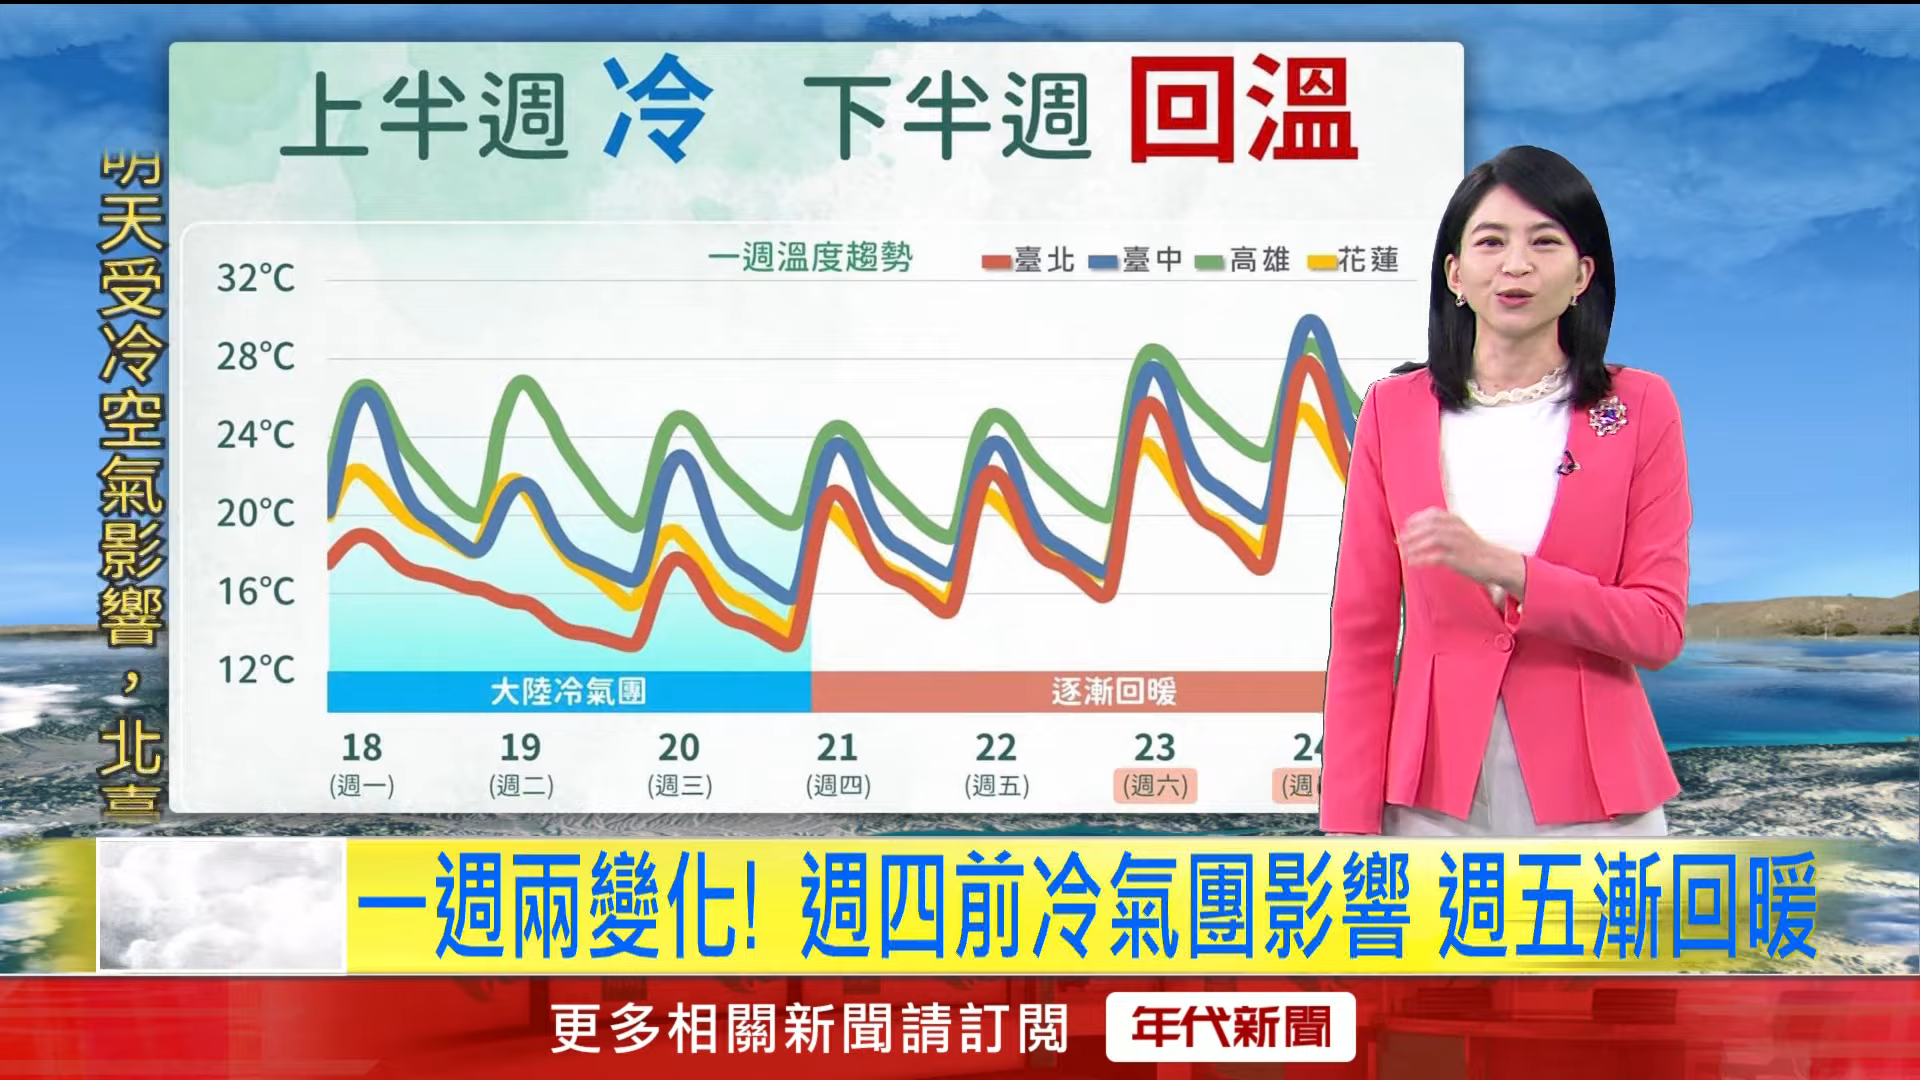 上半週 冷 下半週 回溫
明天受冷空氣影響，北臺
一週溫度趨勢
臺北 臺中 高雄 花蓮
32°C
28°C
24°C
20°C
16°C
12°C
大陸冷氣團 逐漸回暖
18 19 20 21 22 23 24
(週一) (週二) (週三) (週四) (週五) (週六) (週
一週兩變化! 週四前冷氣團影響 週五漸回暖
更多相關新聞請訂閱 年代新聞